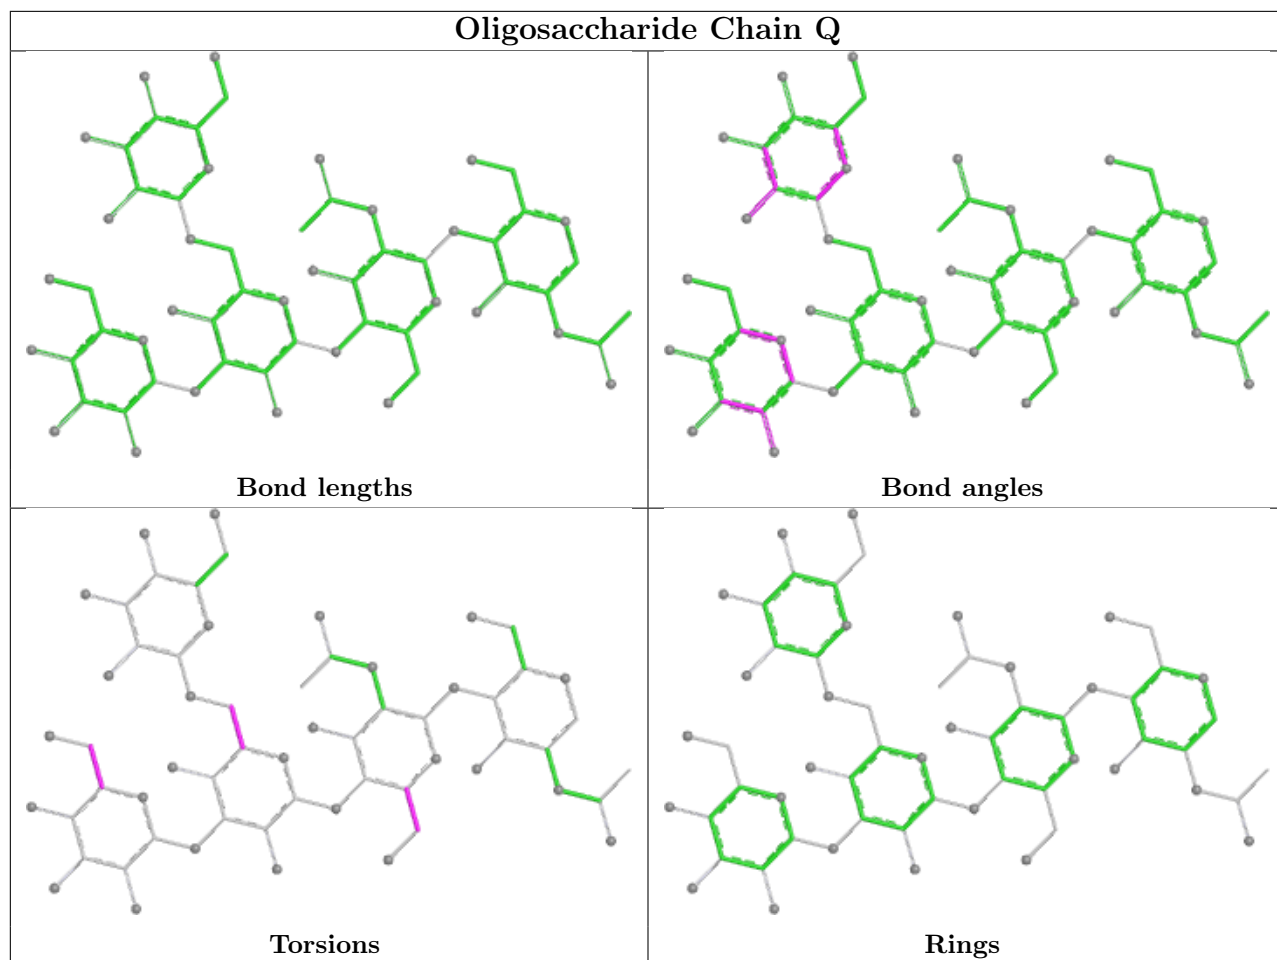 Oligosaccharide Chain Q
Bond lengths
Bond angles
Torsions
Rings